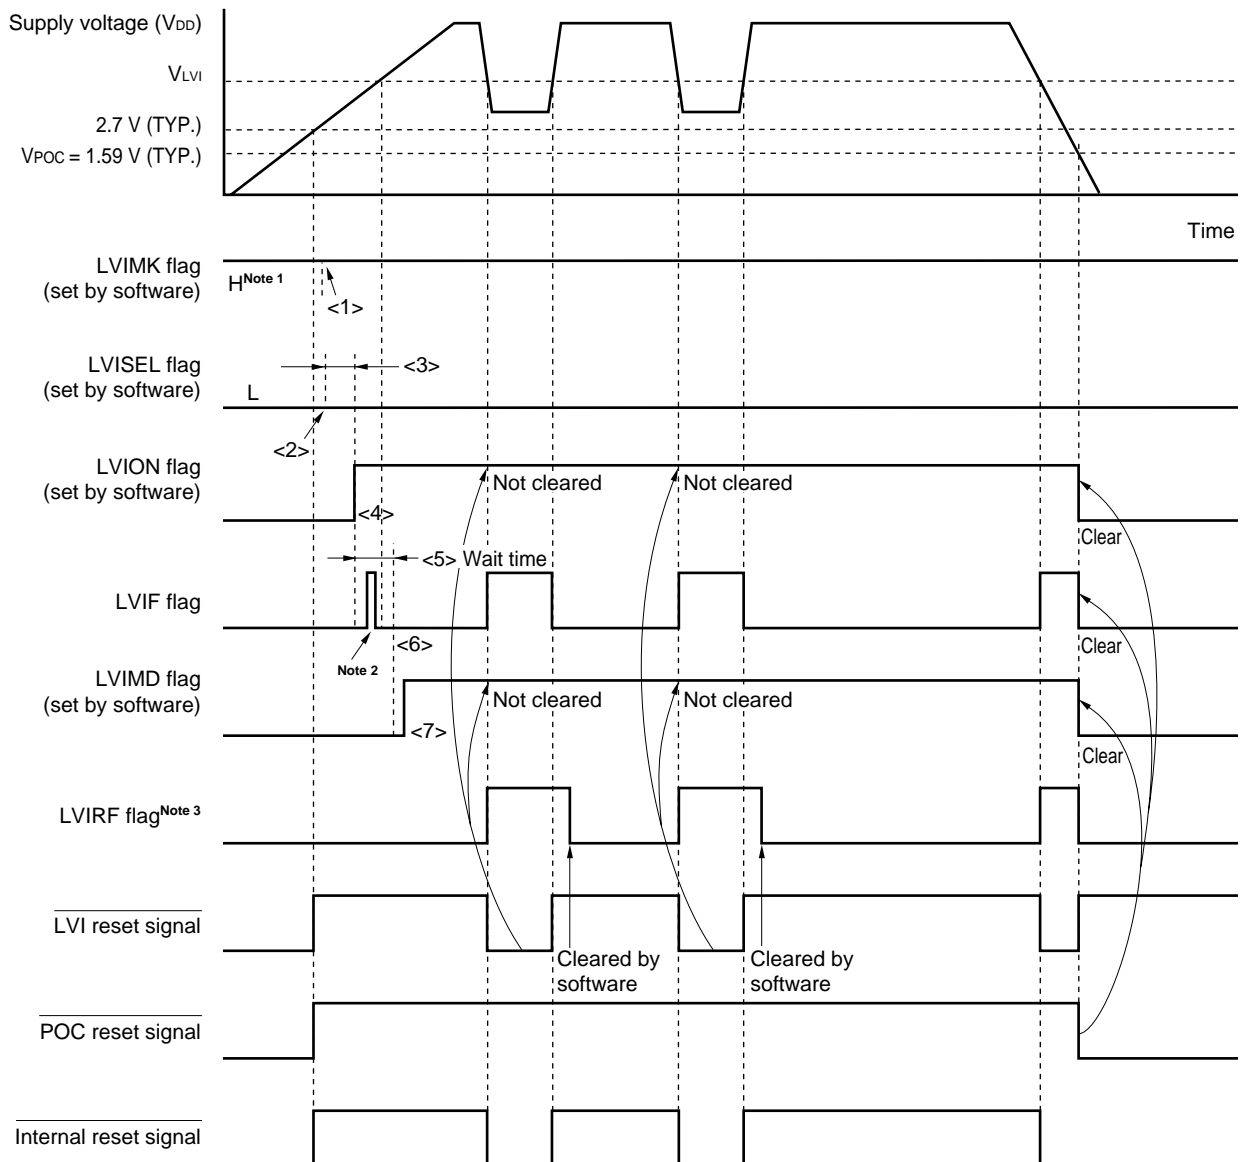 Supply voltage (VDD)
VLVI
2.7 V (TYP.)
VPOC = 1.59 V (TYP.)
Time
LVIMK flag
(set by software)
H Note 1
<1>
LVISEL flag
(set by software)
<3>
L
<2>
LVION flag
(set by software)
Not cleared
Not cleared
<4>
Clear
<5> Wait time
LVIF flag
<6>
Clear
Note 2
LVIMD flag
(set by software)
Not cleared
Not cleared
<7>
Clear
LVIRF flag Note 3
LVI reset signal
Cleared by
software
Cleared by
software
POC reset signal
Internal reset signal